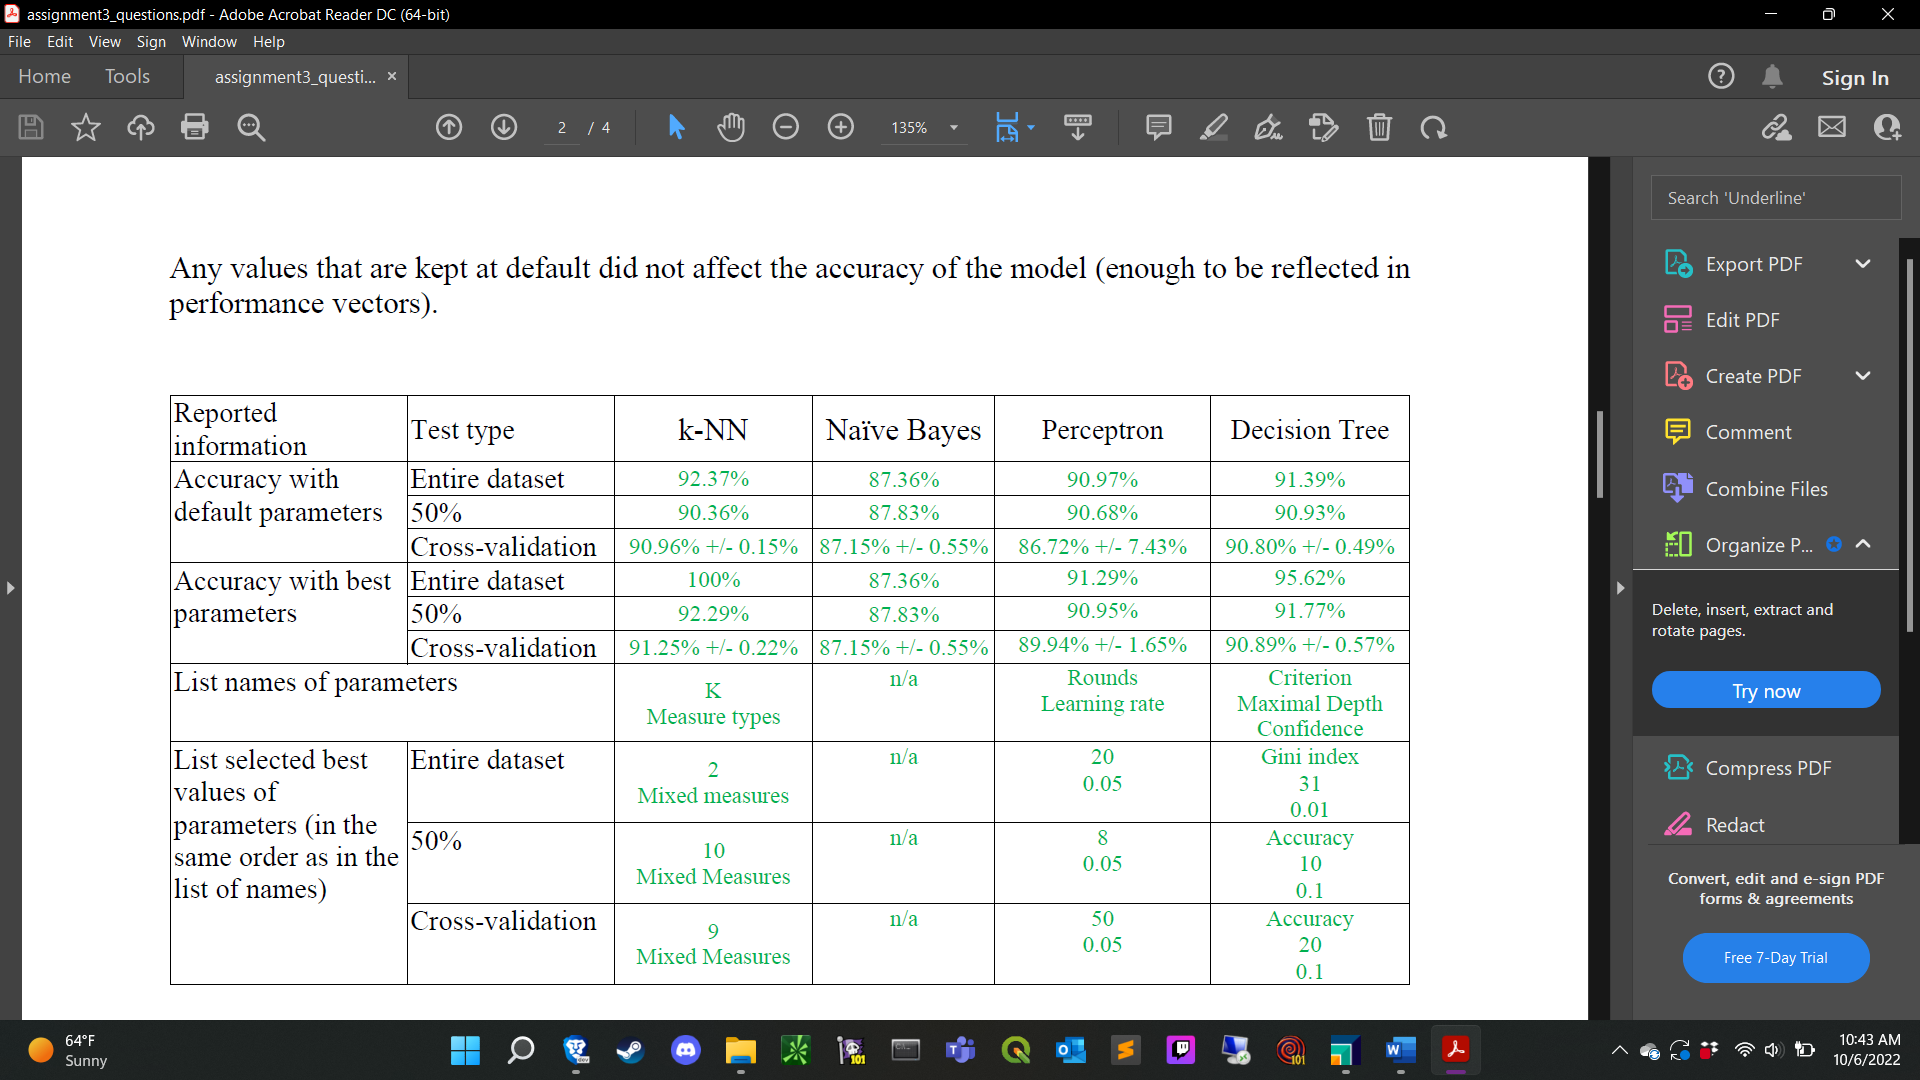 assignment3_questions.pdf - Adobe Acrobat Reader DC (64-bit)
File Edit View Sign Window Help
Home Tools assignment3_questi... × Sign In
2 / 4 135%
Search 'Underline'
Export PDF
Edit PDF
Create PDF
Comment
Combine Files
Organize P...
Delete, insert, extract and
rotate pages.
Try now
Compress PDF
Redact
Convert, edit and e-sign PDF
forms & agreements
Free 7-Day Trial
Any values that are kept at default did not affect the accuracy of the model (enough to be reflected in
performance vectors).
Reported
information
Test type k-NN Naïve Bayes Perceptron Decision Tree
Accuracy with
default parameters
Entire dataset 92.37% 87.36% 90.97% 91.39%
50% 90.36% 87.83% 90.68% 90.93%
Cross-validation 90.96% +/- 0.15% 87.15% +/- 0.55% 86.72% +/- 7.43% 90.80% +/- 0.49%
Accuracy with best
parameters
Entire dataset 100% 87.36% 91.29% 95.62%
50% 92.29% 87.83% 90.95% 91.77%
Cross-validation 91.25% +/- 0.22% 87.15% +/- 0.55% 89.94% +/- 1.65% 90.89% +/- 0.57%
List names of parameters
K
Measure types
n/a
Rounds
Learning rate
Criterion
Maximal Depth
Confidence
List selected best
values of
parameters (in the
same order as in the
list of names)
Entire dataset
2
Mixed measures
n/a
20
0.05
Gini index
31
0.01
50%
10
Mixed Measures
n/a
8
0.05
Accuracy
10
0.1
Cross-validation
9
Mixed Measures
n/a
50
0.05
Accuracy
20
0.1
64°F
Sunny
10:43 AM
10/6/2022